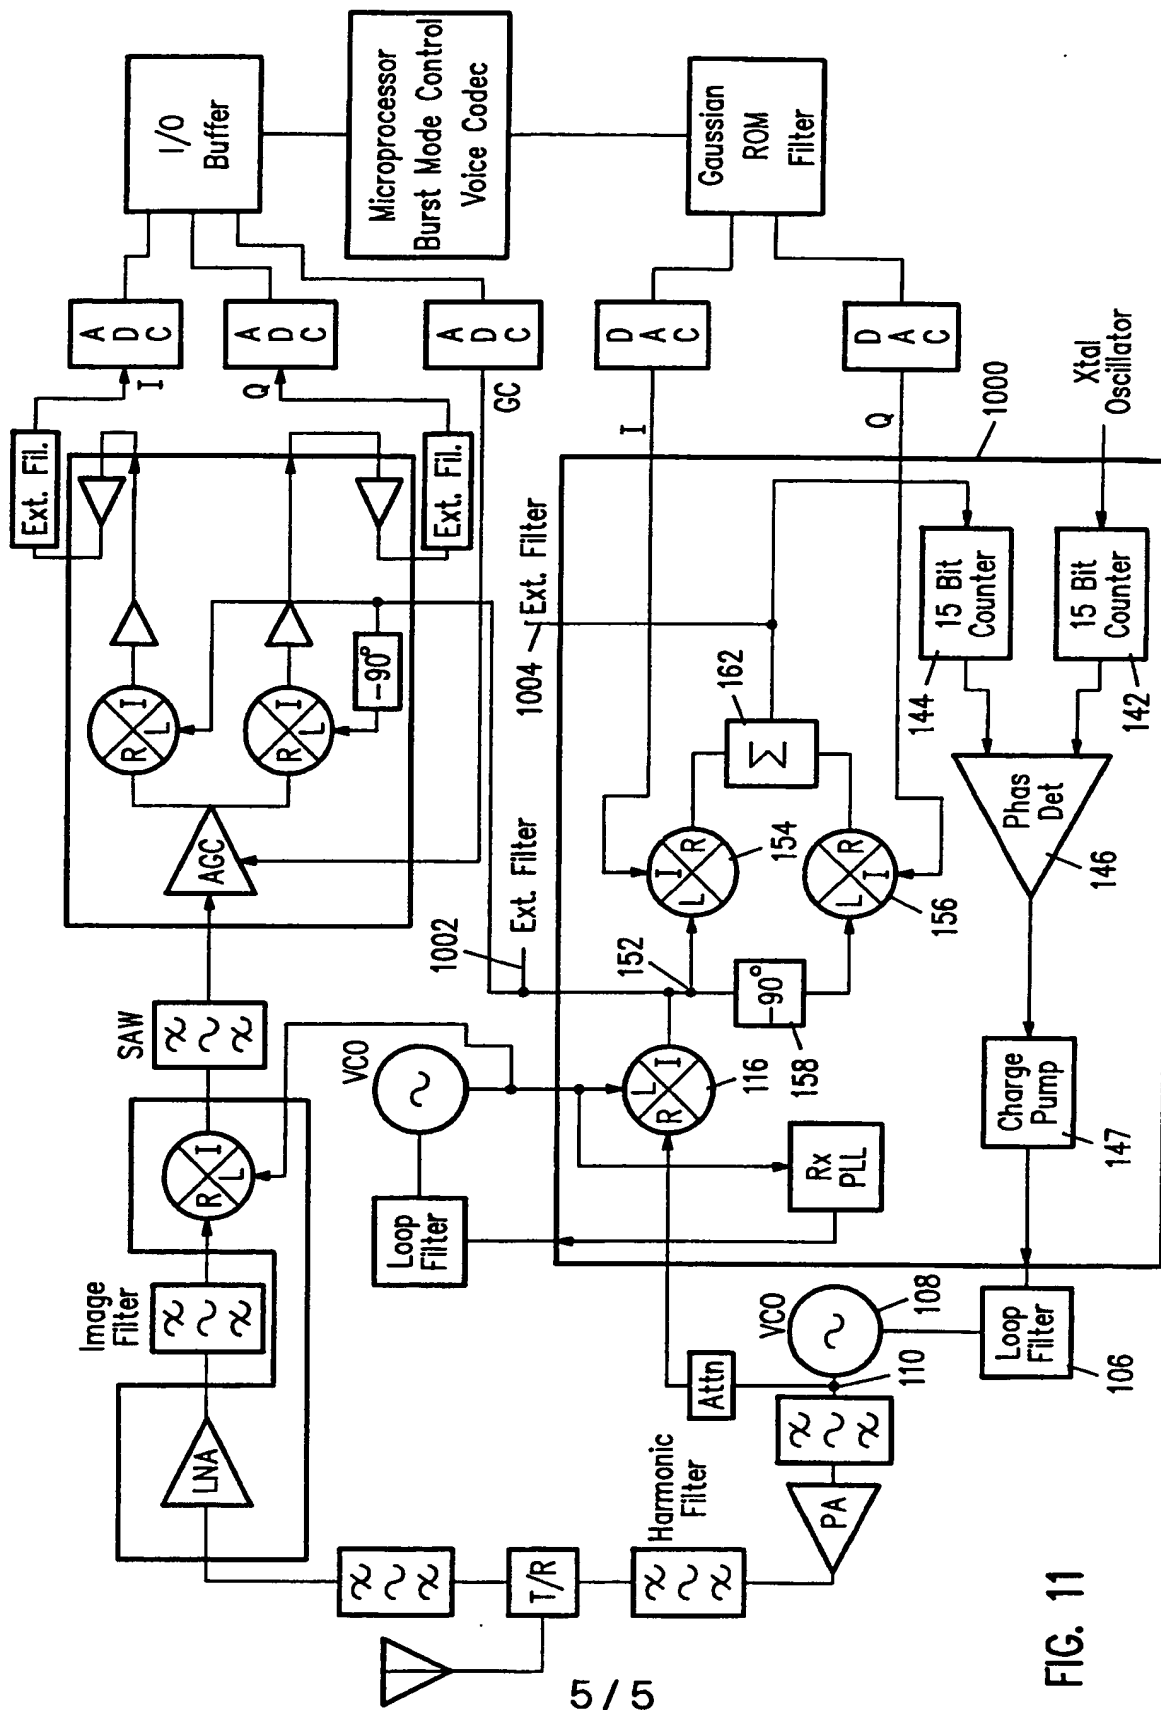 I/O
Buffer
Microprocessor
Burst Mode Control
Voice Codec
Gaussian
ROM
Filter
A
D
C
I
A
D
C
Q
A
D
C
GC
D
A
C
I
D
A
C
Q
Xtal
Oscillator
1000
Ext. Fil.
Ext. Fil.
R
L
I
R
L
I
-90°
AGC
SAW
R
L
I
Image
Filter
LNA
T/R
Harmonic
Filter
PA
VCO
Loop
Filter
1002
Ext. Filter
1004
Ext. Filter
L
I
R
154
L
I
R
156
Σ
162
152
-90°
158
R
L
I
116
Rx
PLL
15 Bit
Counter
144
15 Bit
Counter
142
Phas
Det
146
Charge
Pump
147
Loop
Filter
106
VCO
108
110
Attn
FIG. 11
5/5